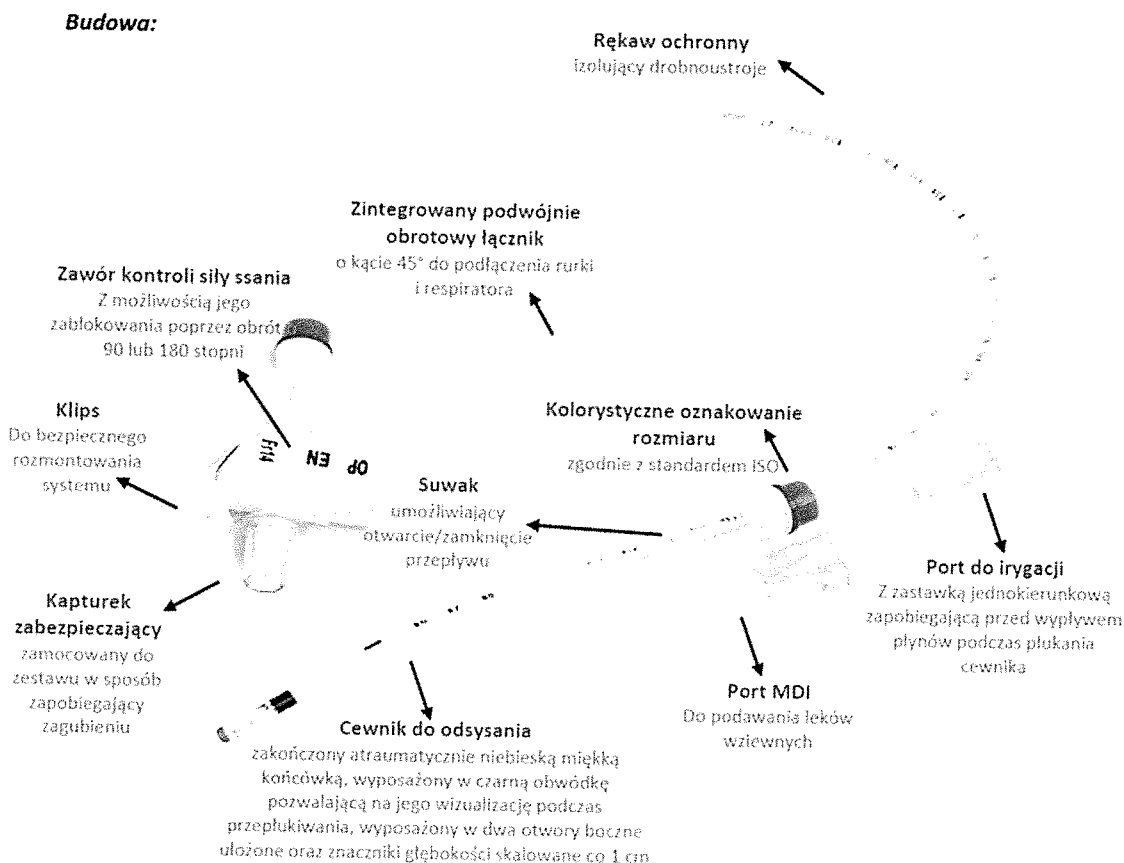 Budowa:
Rękaw ochronny
izolujący drobnoustroje
Zintegrowany podwójnie
obrotowy łącznik
o kącie 45° do podłączenia rurki
i respiratora
Zawór kontroli siły ssania
Z możliwością jego
zablokowania poprzez obrót
90 lub 180 stopni
Klips
Do bezpiecznego
rozmontowania
systemu
Fr14
OP EN
Kolorystyczne oznakowanie
rozmiaru
zgodnie z standardem ISO
Suwak
umożliwiający
otwarcie/zamknięcie
przepływu
Port do irygacji
Z zastawką jednokierunkową
zapobiegającą przed wypływem
płynów podczas płukania
cewnika
Kapturek
zabezpieczający
zamocowany do
zestawu w sposób
zapobiegający
zagubieniu
Port MDI
Do podawania leków
wziewnych
Cewnik do odsysania
zakończony atraumatycznie niebieską miękką
końcówką, wyposażony w czarną obwódkę
pozwalającą na jego wizualizację podczas
przepłukiwania, wyposażony w dwa otwory boczne
ułożone oraz znaczniki głębokości skalowane co 1 cm